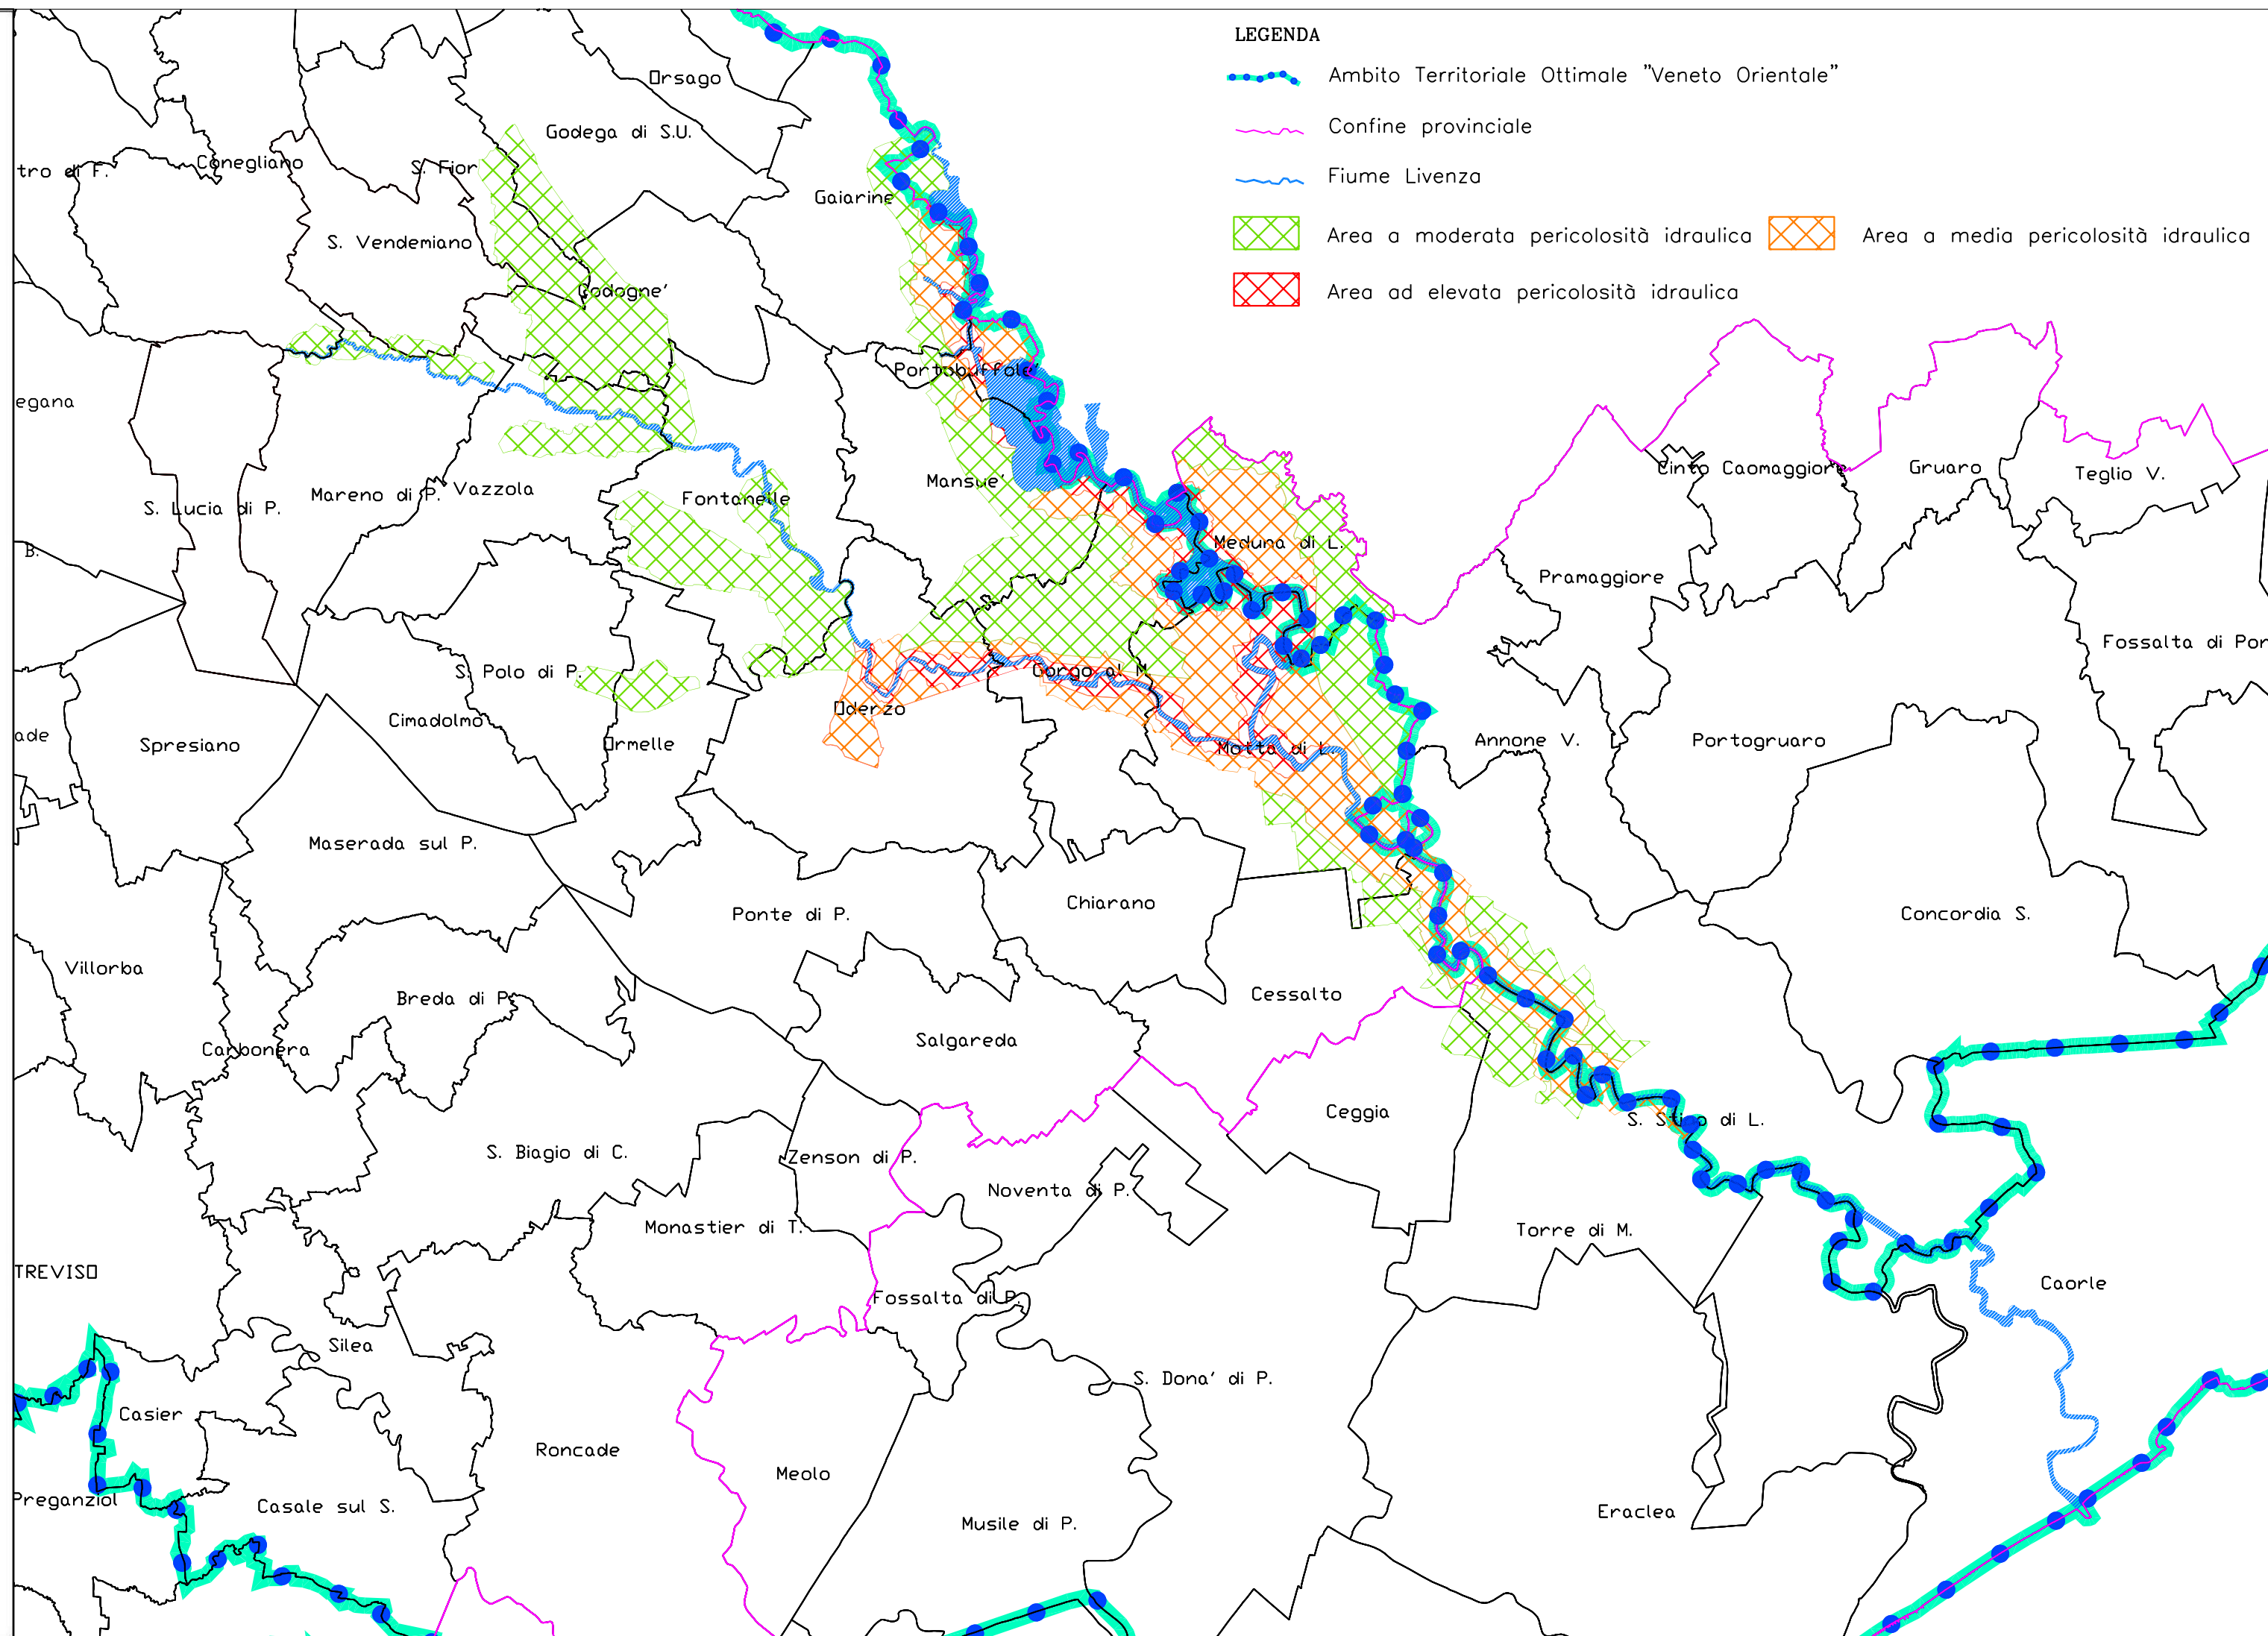 LEGENDA
Ambito Territoriale Ottimale "Veneto Orientale"
Confine provinciale
Fiume Livenza
Area a moderata pericolosità idraulica
Area a media pericolosità idraulica
Area ad elevata pericolosità idraulica
Orsago
Godega di S.U.
Conegliano
S. Fior
tro di F.
Gaiarine
S. Vendemiano
Codogne'
Portobuffole'
egana
Cinto Caomaggiore
Gruaro
Teglio V.
Mansue'
Mareno di P.
Vazzola
Fontanelle
S. Lucia di P.
Meduna di L.
B.
Pramaggiore
Fossalta di Por
S. Polo di P.
Gorgo al M.
Oderzo
Cimadolmo
ade
Spresiano
Ormelle
Motta di L.
Annone V.
Portogruaro
Maserada sul P.
Chiarano
Ponte di P.
Concordia S.
Villorba
Cessalto
Breda di P.
Salgareda
Carbonera
Ceggia
S. Stino di L.
S. Biagio di C.
Zenson di P.
Noventa di P.
Monastier di T.
Torre di M.
TREVISO
Caorle
Fossalta di P.
Silea
S. Dona' di P.
Casier
Roncade
Meolo
Preganziol
Casale sul S.
Eraclea
Musile di P.